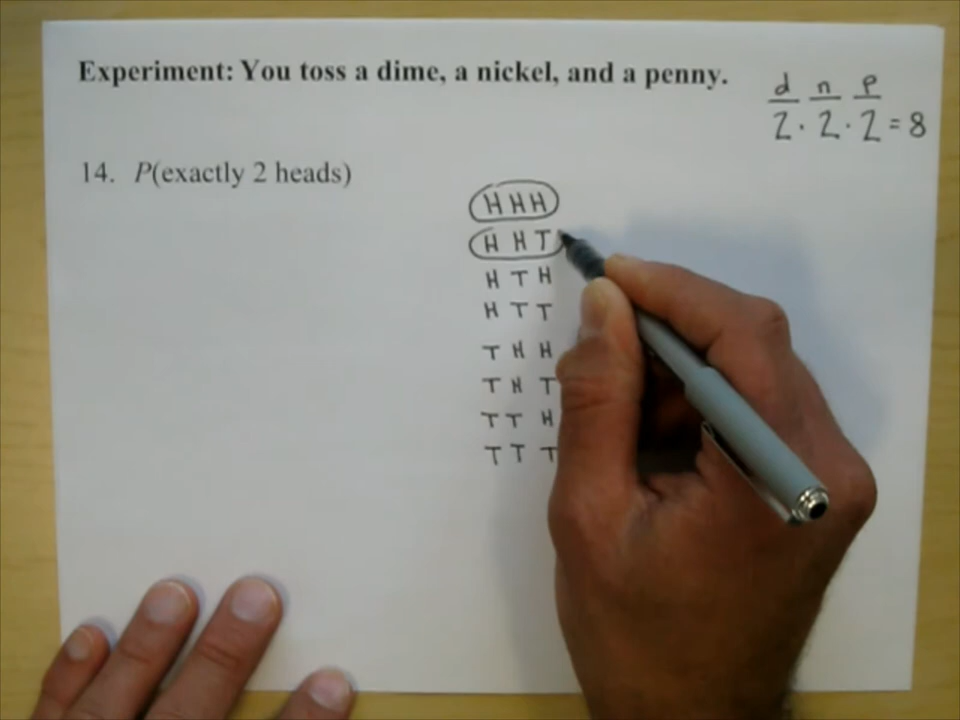 Experiment: You toss a dime, a nickel, and a penny.
d n p
2 · 2 · 2 = 8
14. P(exactly 2 heads)
H H H
H H T
H T H
H T T
T H H
T H T
T T H
T T T